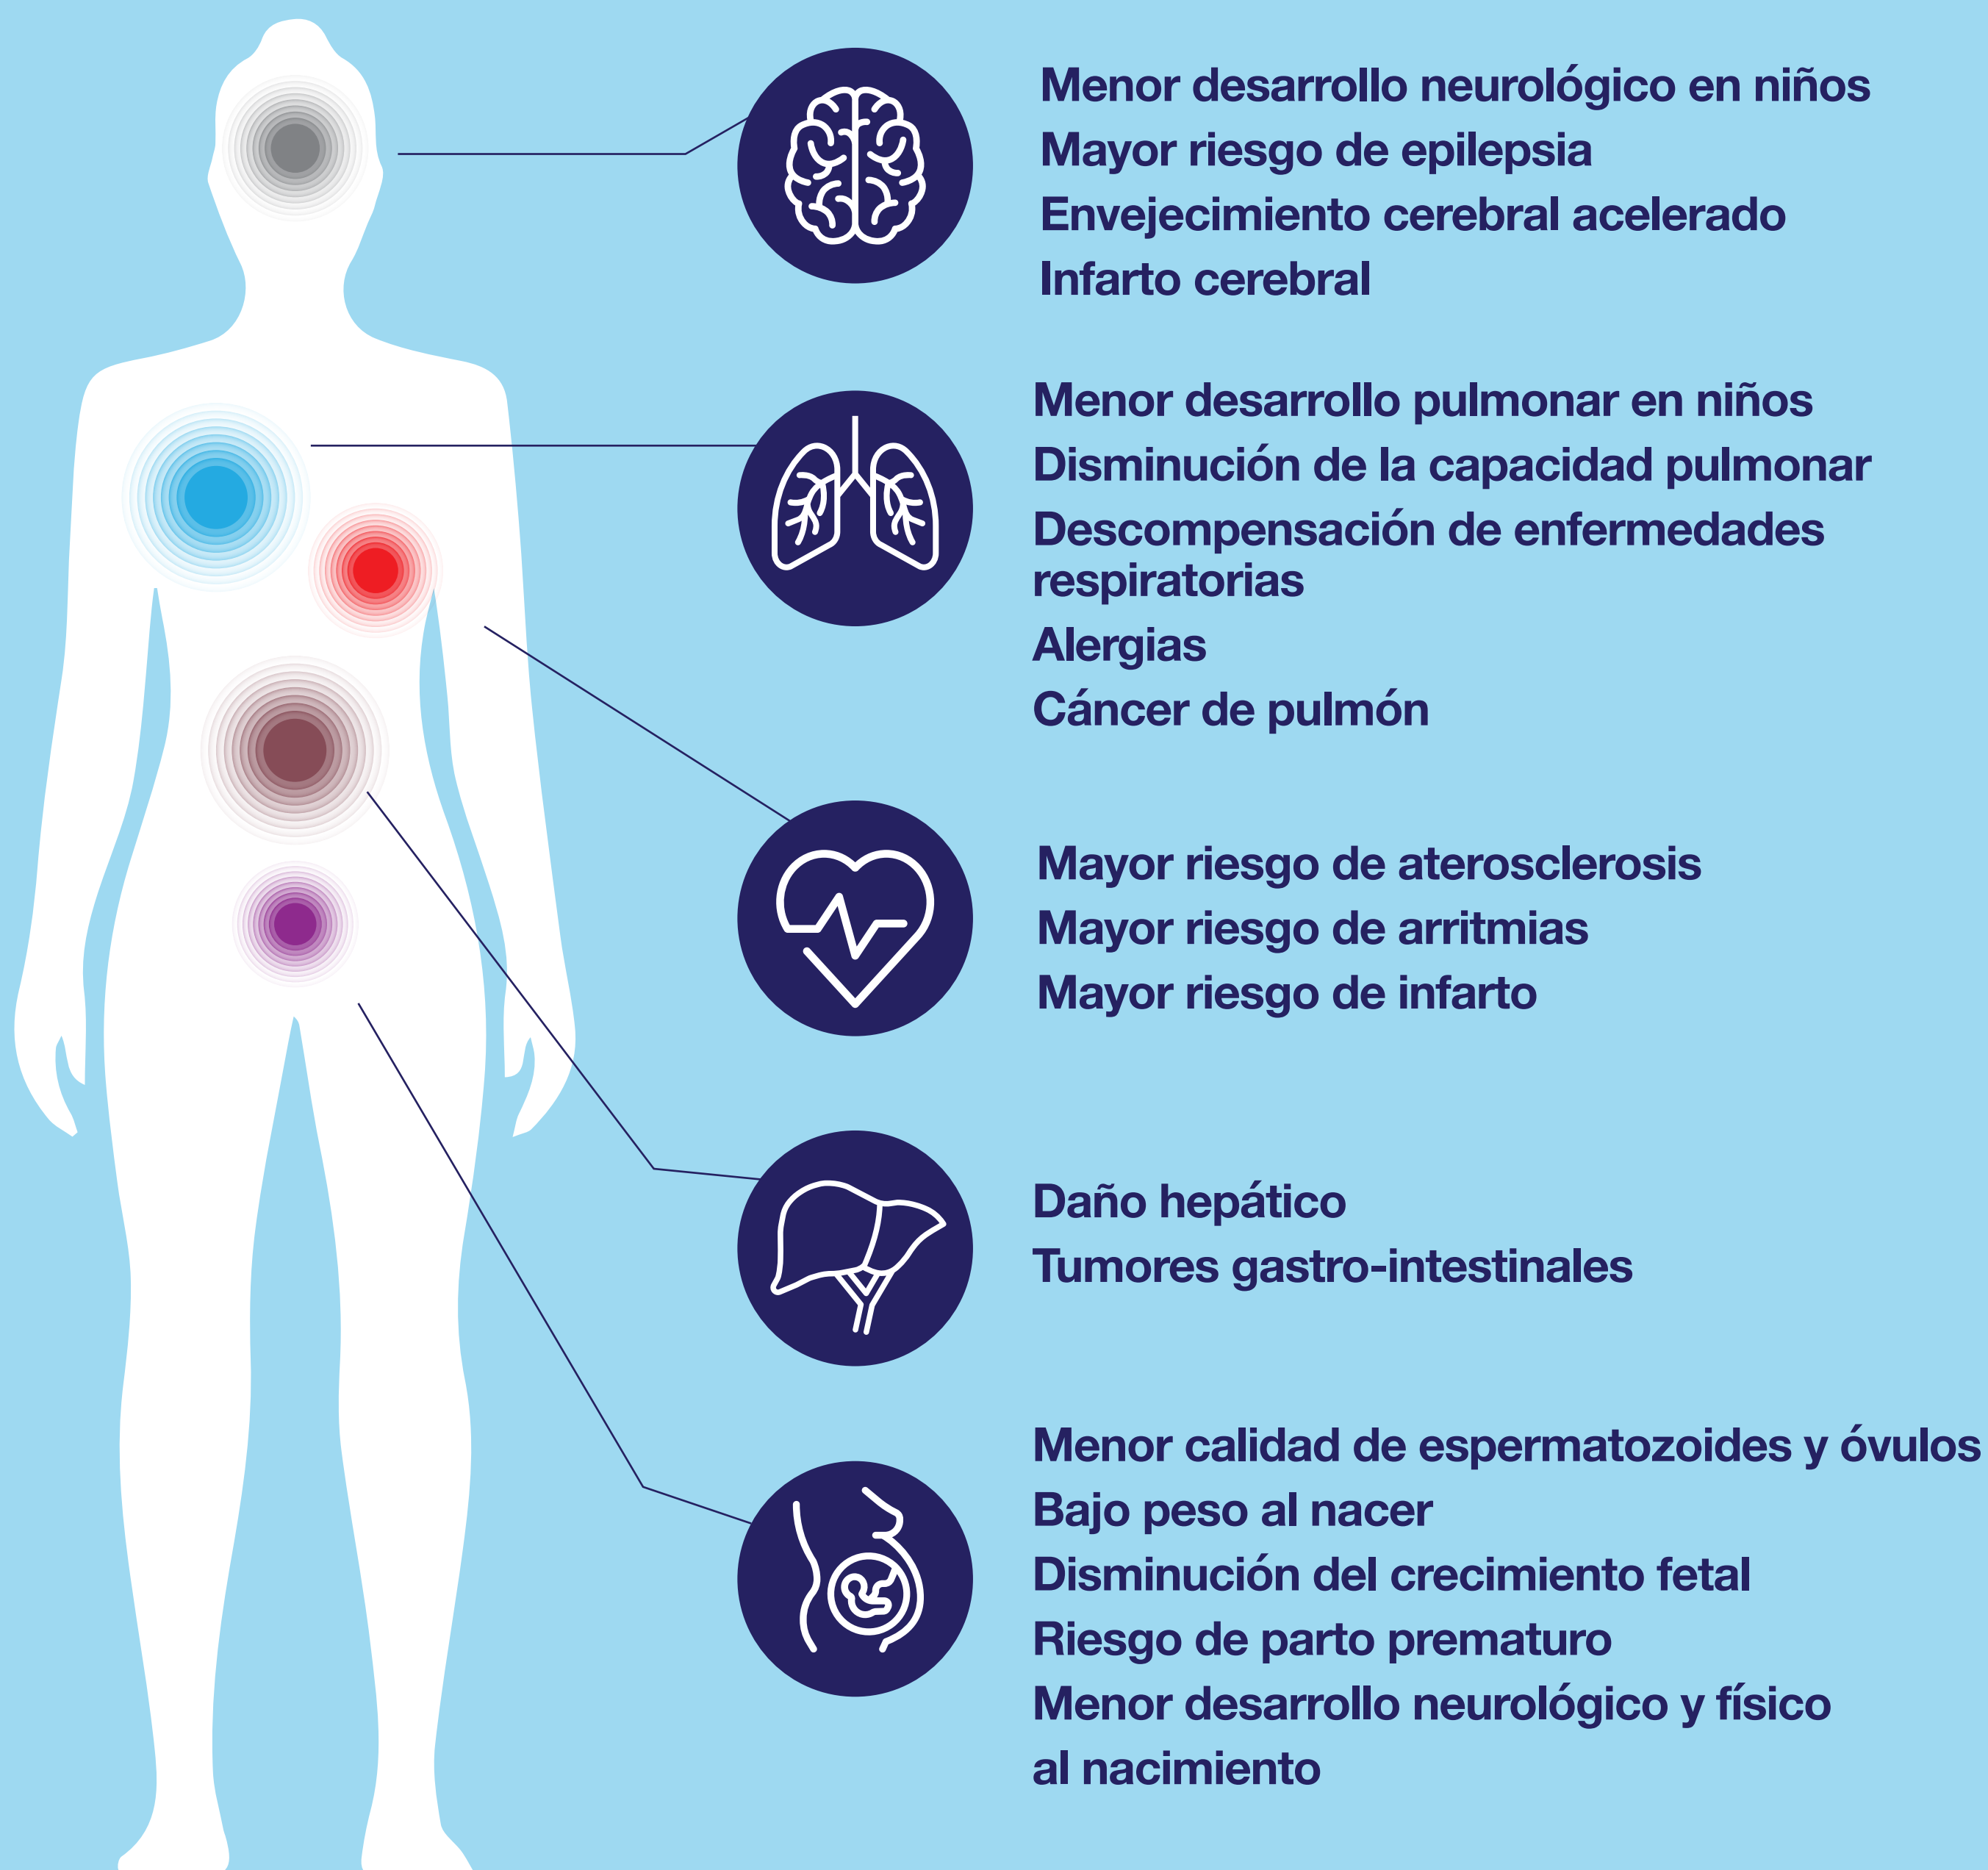 Menor desarrollo neurológico en niños
Mayor riesgo de epilepsia
Envejecimiento cerebral acelerado
Infarto cerebral
Menor desarrollo pulmonar en niños
Disminución de la capacidad pulmonar
Descompensación de enfermedades
respiratorias
Alergias
Cáncer de pulmón
Mayor riesgo de aterosclerosis
Mayor riesgo de arritmias
Mayor riesgo de infarto
Daño hepático
Tumores gastro-intestinales
Menor calidad de espermatozoides y óvulos
Bajo peso al nacer
Disminución del crecimiento fetal
Riesgo de parto prematuro
Menor desarrollo neurológico y físico
al nacimiento